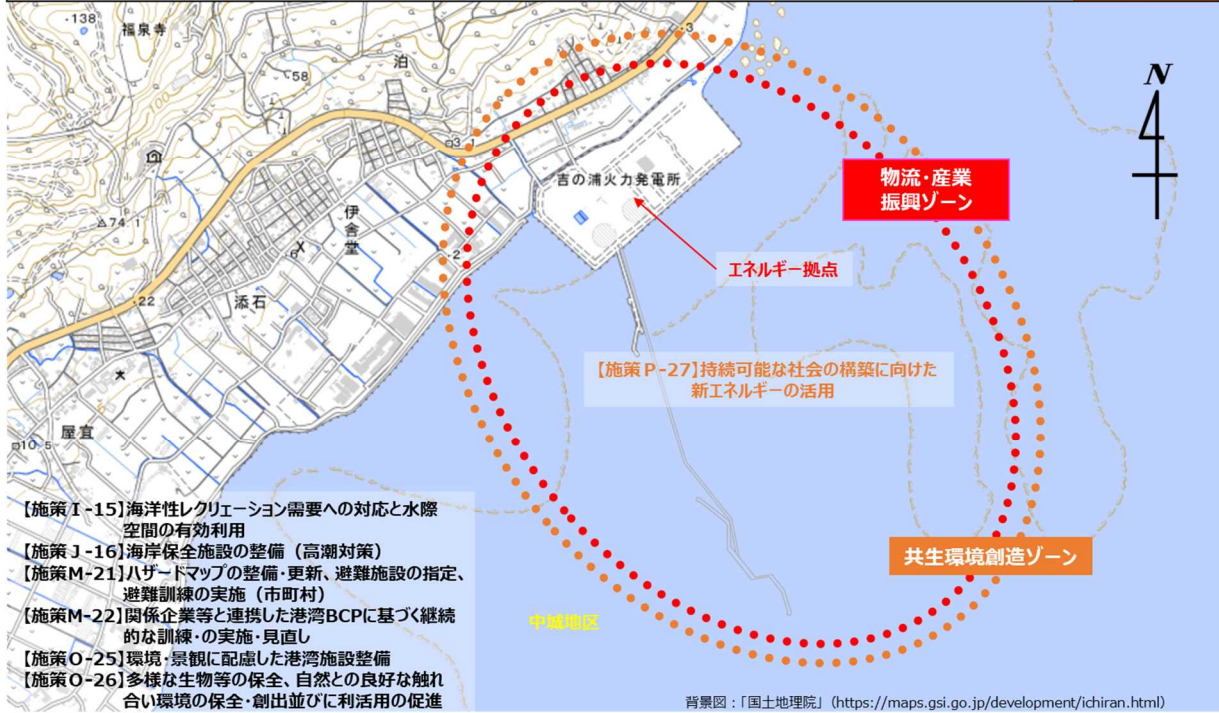 138
福泉寺
泊
58
100
3
3.1
吉の浦火力発電所
物流・産業
振興ゾーン
N
74.1
伊舎堂
2
エネルギー拠点
22
添石
【施策P-27】持続可能な社会の構築に向けた
新エネルギーの活用
屋宜
10.5
【施策I-15】海洋性レクリェーション需要への対応と水際
空間の有効利用
【施策J-16】海岸保全施設の整備（高潮対策）
【施策M-21】ハザードマップの整備・更新、避難施設の指定、
避難訓練の実施（市町村）
【施策M-22】関係企業等と連携した港湾BCPに基づく継続
的な訓練・の実施・見直し
【施策O-25】環境・景観に配慮した港湾施設整備
【施策O-26】多様な生物等の保全、自然との良好な触れ
合い環境の保全・創出並びに利活用の促進
共生環境創造ゾーン
中城地区
背景図：「国土地理院」（https://maps.gsi.go.jp/development/ichiran.html）